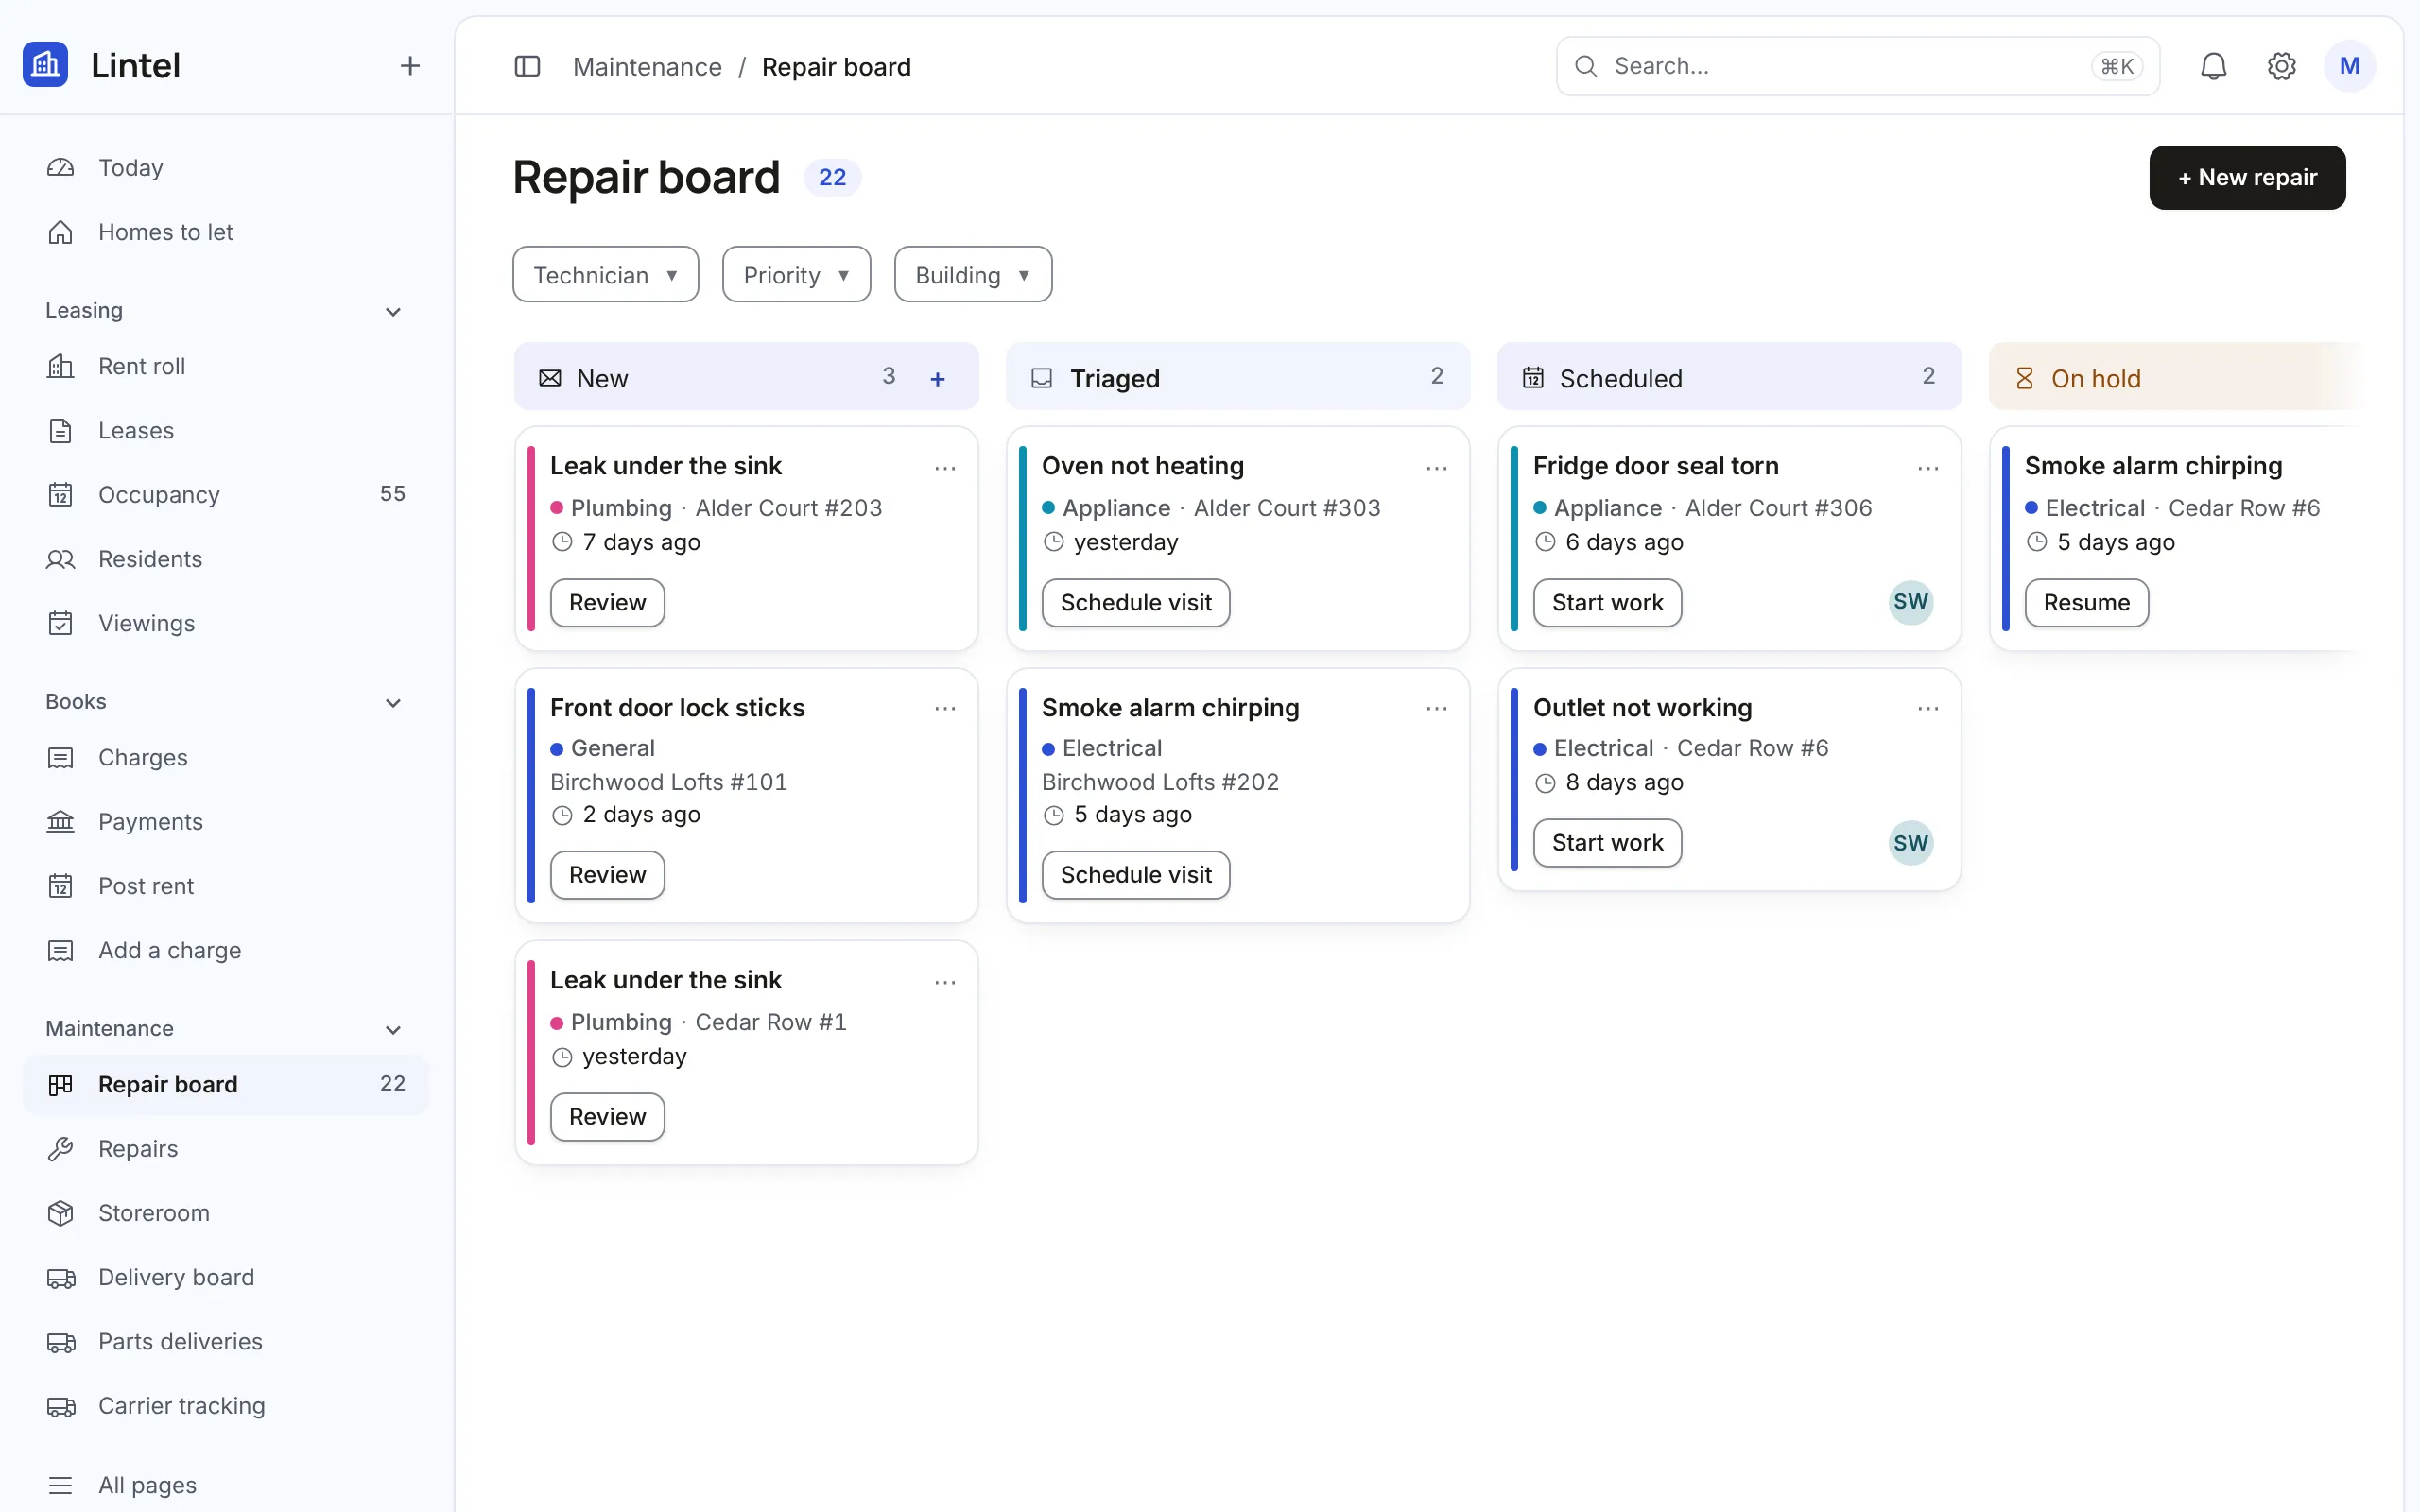 Lintel
+
Today
Homes to let
Leasing
Rent roll
Leases
Occupancy 55
Residents
Viewings
Books
Charges
Payments
Post rent
Add a charge
Maintenance
Repair board 22
Repairs
Storeroom
Delivery board
Parts deliveries
Carrier tracking
All pages
Maintenance / Repair board
Search... ⌘K
M
Repair board 22
+ New repair
Technician ▾
Priority ▾
Building ▾
New 3 +
Leak under the sink ...
Plumbing · Alder Court #203
7 days ago
Review
Front door lock sticks ...
General
Birchwood Lofts #101
2 days ago
Review
Leak under the sink ...
Plumbing · Cedar Row #1
yesterday
Review
Triaged 2
Oven not heating ...
Appliance · Alder Court #303
yesterday
Schedule visit
Smoke alarm chirping ...
Electrical
Birchwood Lofts #202
5 days ago
Schedule visit
Scheduled 2
Fridge door seal torn ...
Appliance · Alder Court #306
6 days ago
Start work SW
Outlet not working ...
Electrical · Cedar Row #6
8 days ago
Start work SW
On hold
Smoke alarm chirping
Electrical · Cedar Row #6
5 days ago
Resume